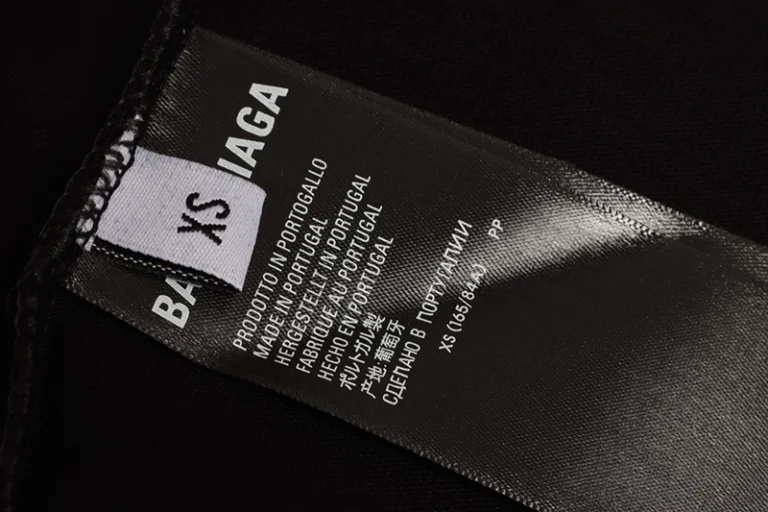 BA IAGA
XS
PRODOTTO IN PORTOGALLO
MADE IN PORTUGAL
HERGESTELLT IN PORTUGAL
FABRIQUE AU PORTUGAL
HECHO EN PORTUGAL
ポルトガル製
产地:葡萄牙
СДЕЛАНО В ПОРТУГАЛИИ
XS (165/84A) PP